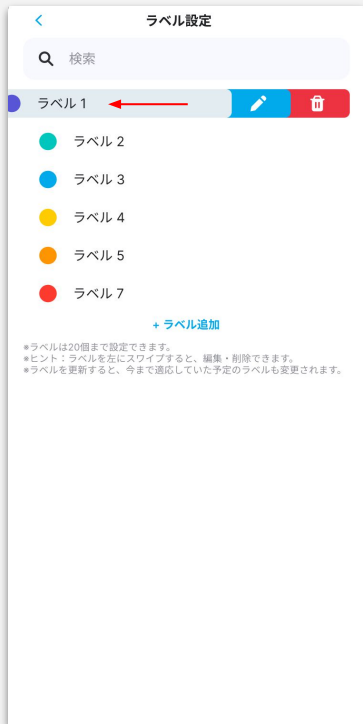 ラベル設定
検索
ラベル 1
ラベル 2
ラベル 3
ラベル 4
ラベル 5
ラベル 7
+ ラベル追加
※ラベルは20個まで設定できます。
※ヒント：ラベルを左にスワイプすると、編集・削除できます。
※ラベルを更新すると、今まで適応していた予定のラベルも変更されます。